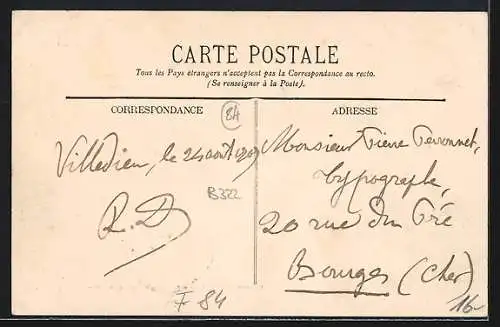 CARTE POSTALE
Tous les Pays étrangers n'acceptent pas la Correspondance au recto.
(Se renseigner à la Poste).
CORRESPONDANCE
84
ADRESSE
Villedieu, le 24 août 1909
R. D
B322
F 84
Monsieur Pierre Peronnet,
typographe,
20 rue du Pré
Bourges (Cher)
16-